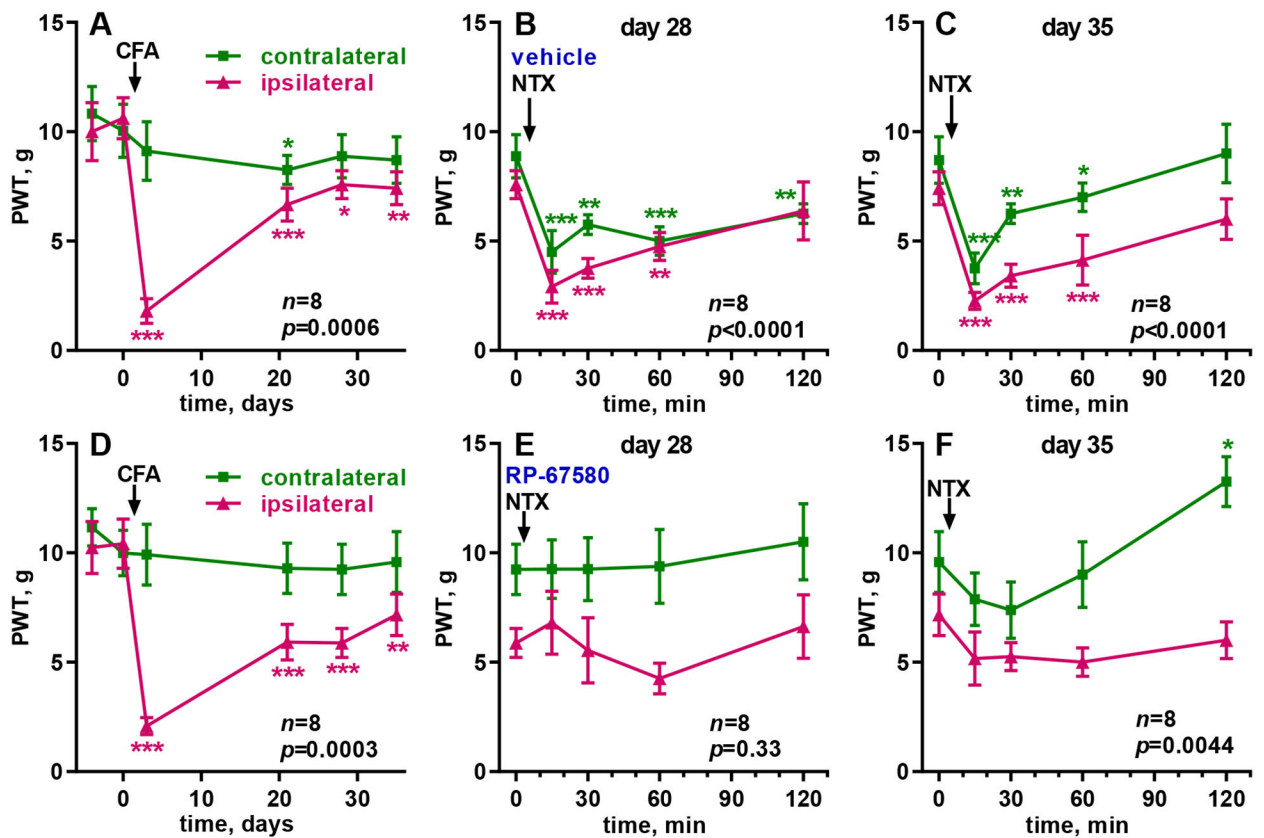 A
CFA
contralateral
ipsilateral
PWT, g
15
10
5
0
***
*
***
*
**
n=8
p=0.0006
0 10 20 30
time, days
B
day 28
vehicle
NTX
PWT, g
15
10
5
0
***
**
***
**
***
***
**
n=8
p<0.0001
0 30 60 90 120
time, min
C
day 35
NTX
PWT, g
15
10
5
0
***
**
*
***
***
***
n=8
p<0.0001
0 30 60 90 120
time, min
D
CFA
contralateral
ipsilateral
PWT, g
15
10
5
0
***
***
***
**
n=8
p=0.0003
0 10 20 30
time, days
E
day 28
RP-67580
NTX
PWT, g
15
10
5
0
n=8
p=0.33
0 30 60 90 120
time, min
F
day 35
NTX
PWT, g
15
10
5
0
*
n=8
p=0.0044
0 30 60 90 120
time, min